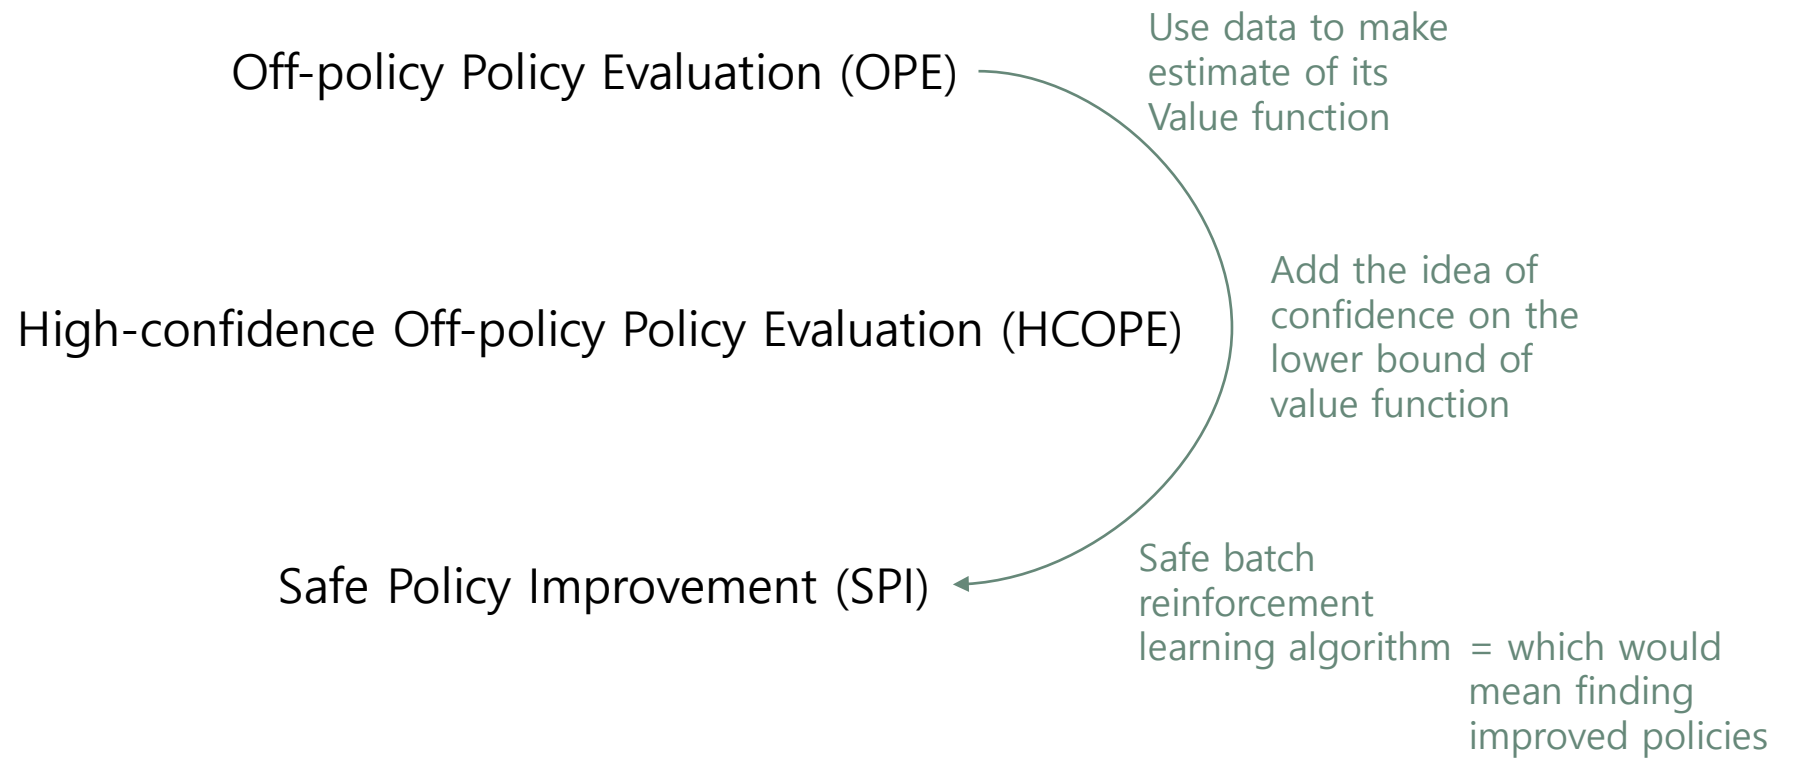 Off-policy Policy Evaluation (OPE)
Use data to make
estimate of its
Value function
High-confidence Off-policy Policy Evaluation (HCOPE)
Add the idea of
confidence on the
lower bound of
value function
Safe Policy Improvement (SPI)
Safe batch
reinforcement
learning algorithm = which would
mean finding
improved policies